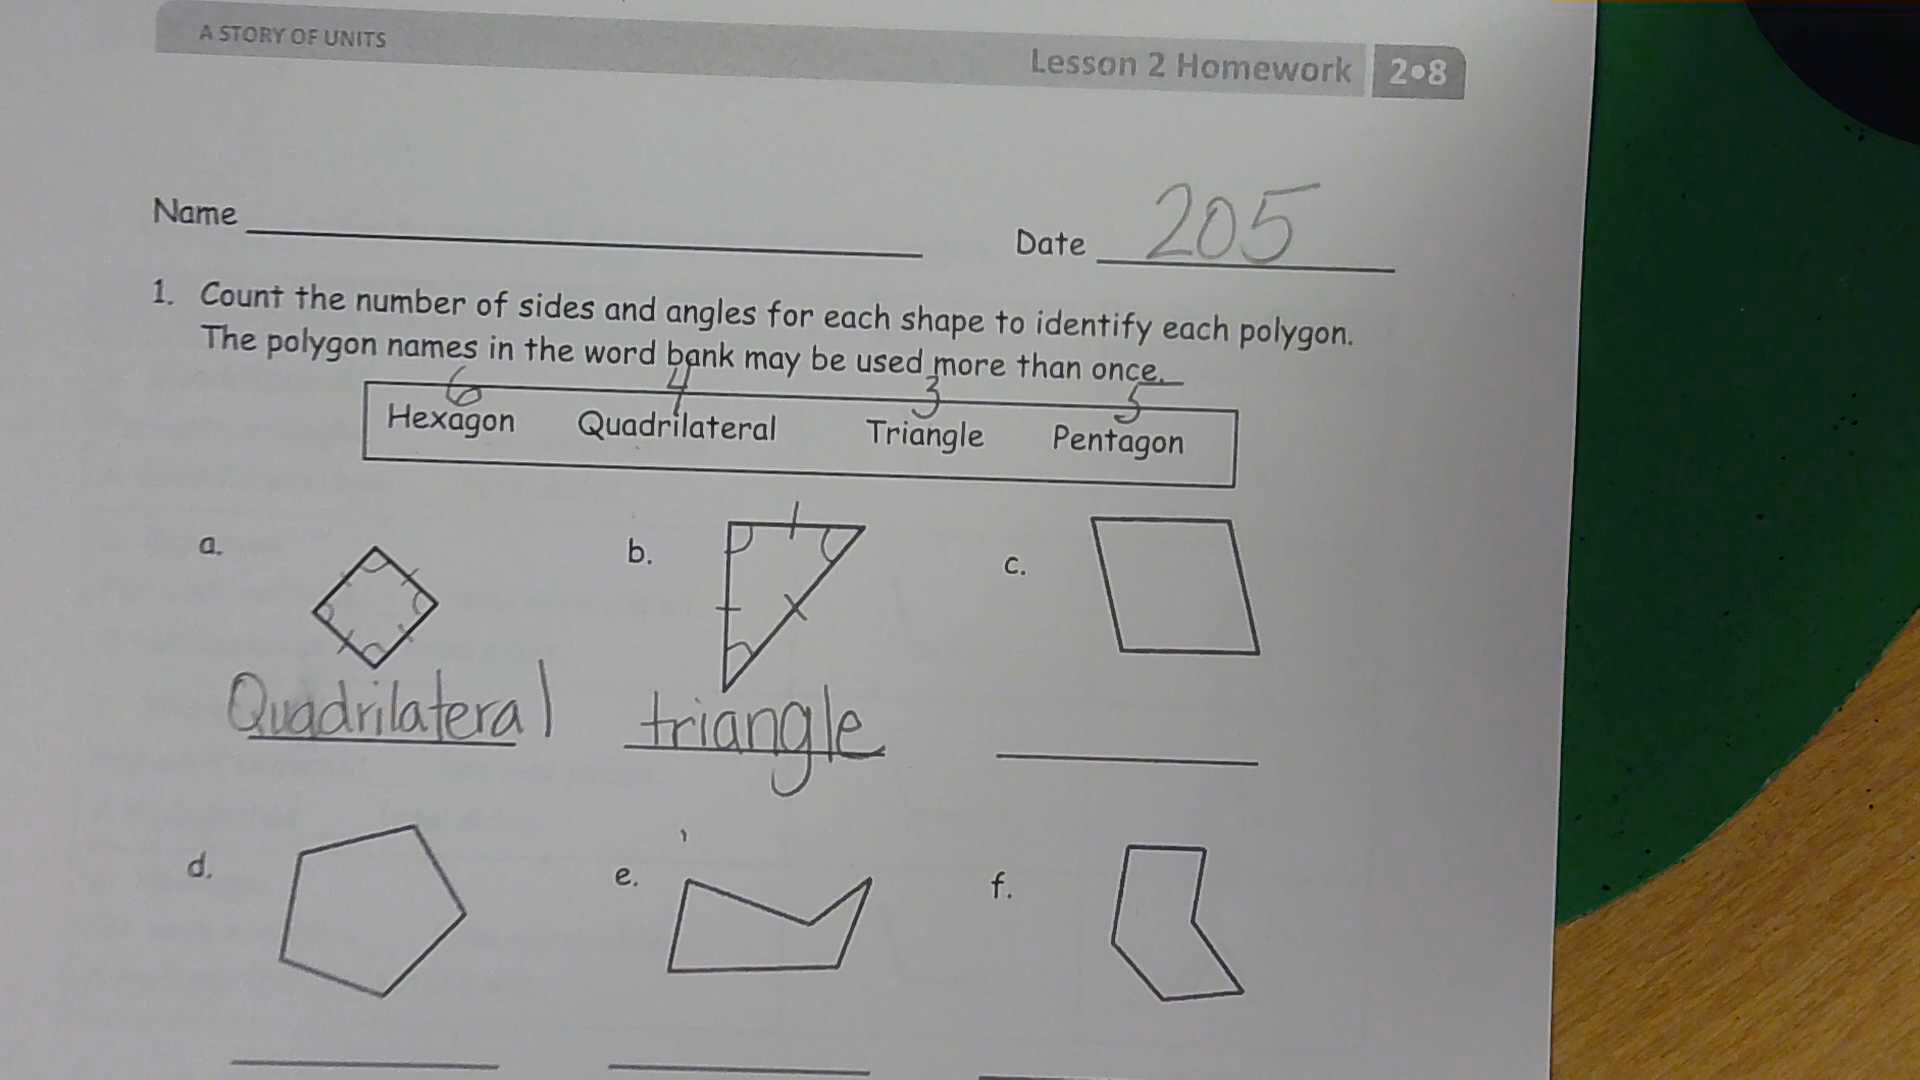 A STORY OF UNITS
Lesson 2 Homework 2•8
Name
Date 205
1. Count the number of sides and angles for each shape to identify each polygon.
The polygon names in the word bank may be used more than once.
6 4 3 5
Hexagon Quadrilateral Triangle Pentagon
a. b. c.
Quadrilateral triangle
d. e. f.